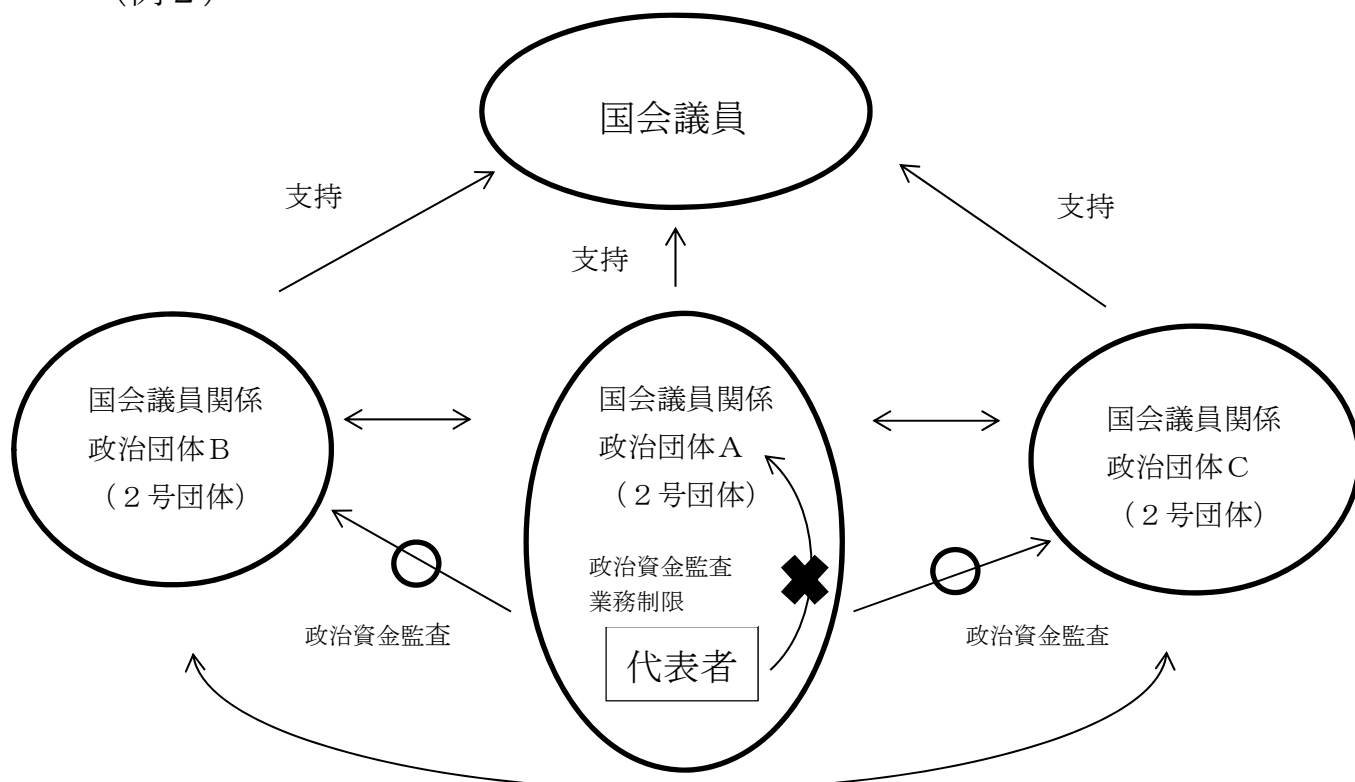 （例２）
国会議員
支持
支持
支持
国会議員関係
政治団体Ｂ
（２号団体）
国会議員関係
政治団体Ａ
（２号団体）
国会議員関係
政治団体Ｃ
（２号団体）
政治資金監査
業務制限
代表者
政治資金監査
政治資金監査